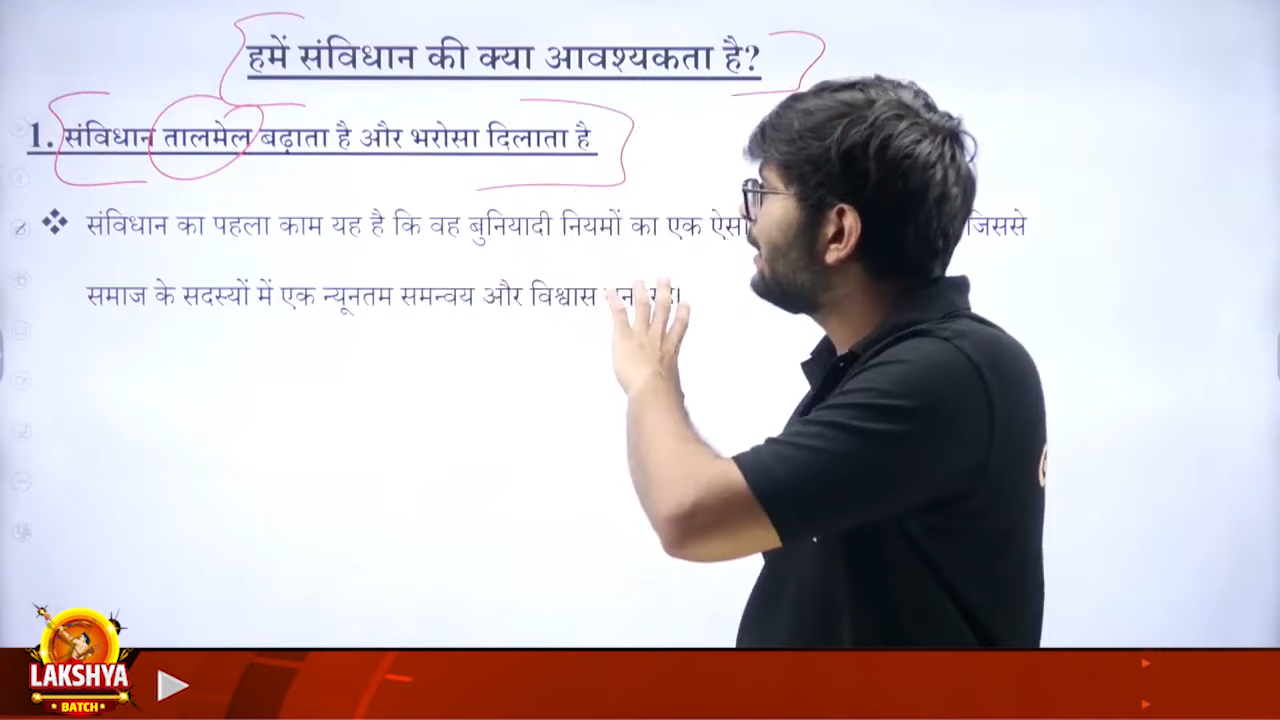 हमें संविधान की क्या आवश्यकता है?
1. संविधान तालमेल बढ़ाता है और भरोसा दिलाता है
❖ संविधान का पहला काम यह है कि वह बुनियादी नियमों का एक ऐसा जिससे
समाज के सदस्यों में एक न्यूनतम समन्वय और विश्वास
LAKSHYA
BATCH